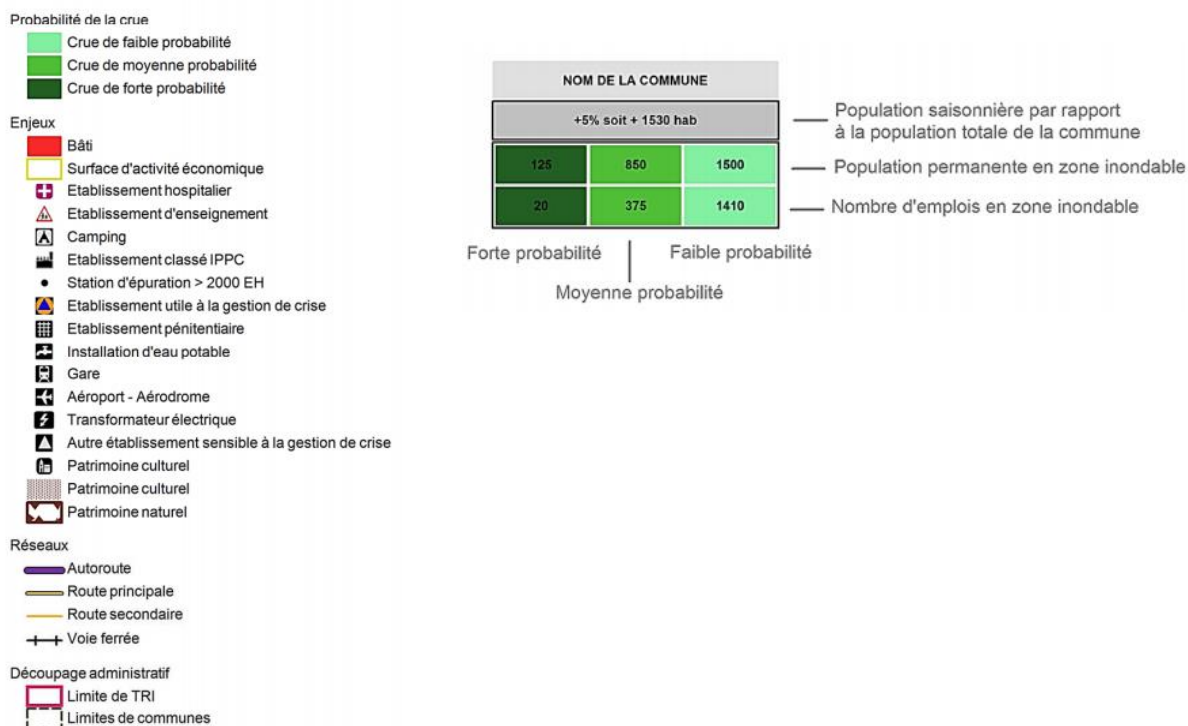 Probabilité de la crue
Crue de faible probabilité
Crue de moyenne probabilité
Crue de forte probabilité
Enjeux
Bâti
Surface d'activité économique
Etablissement hospitalier
Etablissement d'enseignement
Camping
Etablissement classé IPPC
Station d'épuration > 2000 EH
Etablissement utile à la gestion de crise
Etablissement pénitentiaire
Installation d'eau potable
Gare
Aéroport - Aérodrome
Transformateur électrique
Autre établissement sensible à la gestion de crise
Patrimoine culturel
Patrimoine culturel
Patrimoine naturel
Réseaux
Autoroute
Route principale
Route secondaire
Voie ferrée
Découpage administratif
Limite de TRI
Limites de communes
NOM DE LA COMMUNE
+5% soit + 1530 hab
Population saisonnière par rapport
à la population totale de la commune
125 850 1500
Population permanente en zone inondable
20 375 1410
Nombre d'emplois en zone inondable
Forte probabilité
Faible probabilité
Moyenne probabilité